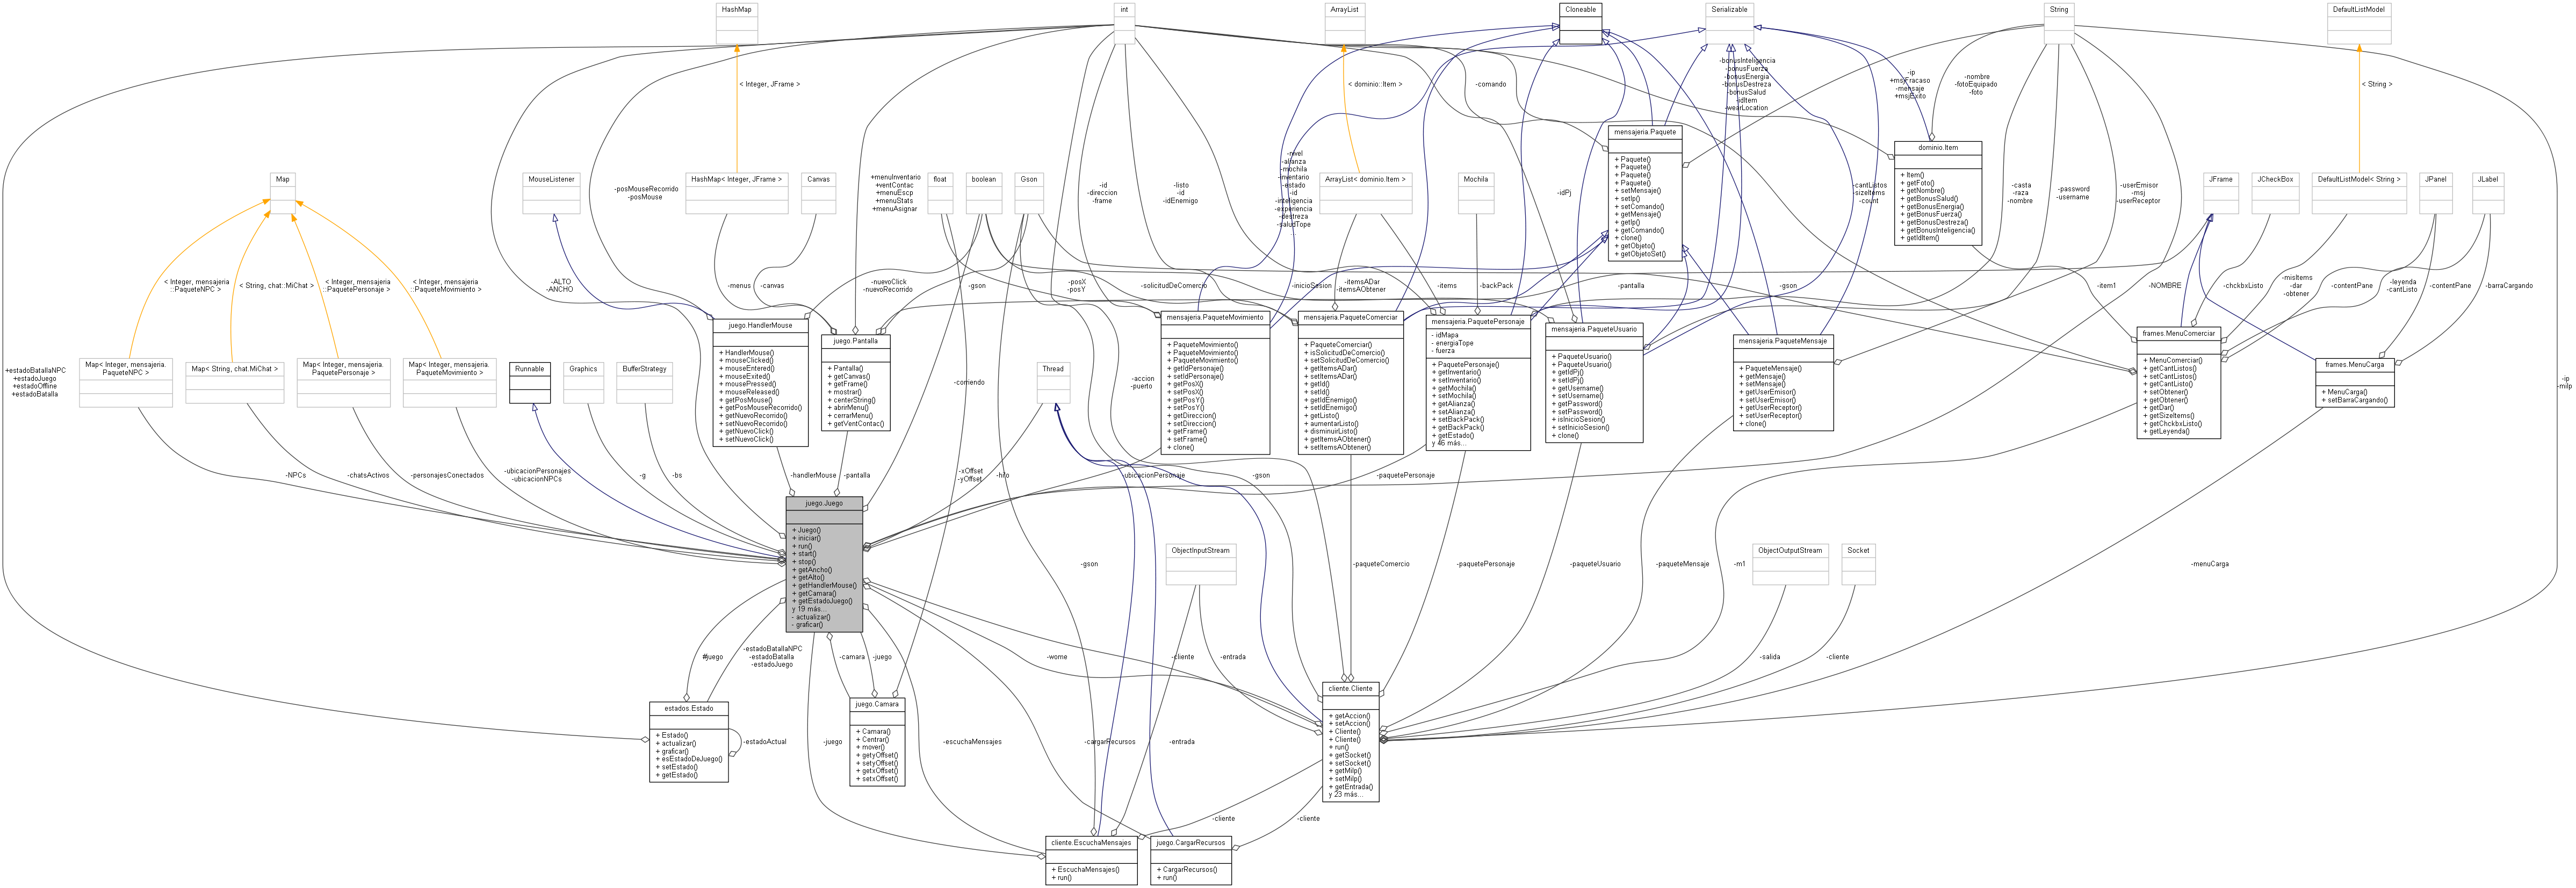 HashMap
int
ArrayList
Cloneable
Serializable
String
DefaultListModel
< Integer, JFrame >
< dominio::Item >
-comando
-bonusInteligencia
-bonusFuerza
-bonusEnergia
-bonusDestreza
-bonusSalud
-idItem
-wearLocation
-ip
+msjFracaso
-mensaje
+msjExito
-nombre
-fotoEquipado
-foto
< String >
mensajeria.Paquete
+ Paquete()
+ Paquete()
+ Paquete()
+ Paquete()
+ setMensaje()
+ setIp()
+ setComando()
+ getMensaje()
+ getIp()
+ getComando()
+ clone()
+ getObjeto()
+ getObjetoSet()
dominio.Item
+ Item()
+ getFoto()
+ getNombre()
+ getBonusSalud()
+ getBonusEnergia()
+ getBonusFuerza()
+ getBonusDestreza()
+ getBonusInteligencia()
+ getIdItem()
Map
MouseListener
-posMouseRecorrido
-posMouse
HashMap< Integer, JFrame >
Canvas
+menuInventario
+ventContac
+menuEscp
+menuStats
+menuAsignar
float
boolean
Gson
-id
-direccion
-frame
-listo
-id
-idEnemigo
-nivel
-alianza
-mochila
-inventario
-estado
-id
-inteligencia
-experiencia
-destreza
-saludTope
...
ArrayList< dominio.Item >
Mochila
-idPj
-cantListos
-sizeItems
-count
-casta
-raza
-nombre
-password
-username
-userEmisor
-msj
-userReceptor
JFrame
JCheckBox
DefaultListModel< String >
JPanel
JLabel
< Integer, mensajeria
::PaqueteNPC >
< String, chat::MiChat >
< Integer, mensajeria
::PaquetePersonaje >
< Integer, mensajeria
::PaqueteMovimiento >
-ALTO
-ANCHO
-menus
-canvas
-nuevoClick
-nuevoRecorrido
-gson
-posX
-posY
-solicitudDeComercio
-inicioSesion
-itemsADar
-itemsAObtener
-items
-backPack
-pantalla
-gson
-NOMBRE
-item1
-chckbxListo
-misItems
-dar
-obtener
-contentPane
-leyenda
-cantListo
-contentPane
-barraCargando
juego.HandlerMouse
+ HandlerMouse()
+ mouseClicked()
+ mouseEntered()
+ mouseExited()
+ mousePressed()
+ mouseReleased()
+ getPosMouse()
+ getPosMouseRecorrido()
+ getNuevoRecorrido()
+ setNuevoRecorrido()
+ getNuevoClick()
+ setNuevoClick()
juego.Pantalla
+ Pantalla()
+ getCanvas()
+ getFrame()
+ mostrar()
+ centerString()
+ abrirMenu()
+ cerrarMenu()
+ getVentContac()
mensajeria.PaqueteMovimiento
+ PaqueteMovimiento()
+ PaqueteMovimiento()
+ PaqueteMovimiento()
+ getIdPersonaje()
+ setIdPersonaje()
+ getPosX()
+ setPosX()
+ getPosY()
+ setPosY()
+ getDireccion()
+ setDireccion()
+ getFrame()
+ setFrame()
+ clone()
mensajeria.PaqueteComerciar
+ PaqueteComerciar()
+ isSolicitudDeComercio()
+ setSolicitudDeComercio()
+ getItemsADar()
+ setItemsADar()
+ getId()
+ setId()
+ getIdEnemigo()
+ setIdEnemigo()
+ getListo()
+ aumentarListo()
+ disminuirListo()
+ getItemsAObtener()
+ setItemsAObtener()
mensajeria.PaquetePersonaje
- idMapa
- energiaTope
- fuerza
+ PaquetePersonaje()
+ getInventario()
+ setInventario()
+ getMochila()
+ setMochila()
+ getAlianza()
+ setAlianza()
+ setBackPack()
+ getBackPack()
+ getEstado()
y 46 más...
mensajeria.PaqueteUsuario
+ PaqueteUsuario()
+ PaqueteUsuario()
+ getIdPj()
+ setIdPj()
+ getUsername()
+ setUsername()
+ getPassword()
+ setPassword()
+ isInicioSesion()
+ setInicioSesion()
+ clone()
mensajeria.PaqueteMensaje
+ PaqueteMensaje()
+ getMensaje()
+ setMensaje()
+ getUserEmisor()
+ setUserEmisor()
+ getUserReceptor()
+ setUserReceptor()
+ clone()
frames.MenuComerciar
+ MenuComerciar()
+ getCantListos()
+ setCantListos()
+ getCantListo()
+ setObtener()
+ getObtener()
+ getDar()
+ getSizeItems()
+ getChckbxListo()
+ getLeyenda()
frames.MenuCarga
+ MenuCarga()
+ setBarraCargando()
+estadoBatallaNPC
+estadoJuego
+estadoOffline
+estadoBatalla
Map< Integer, mensajeria.
PaqueteNPC >
Map< String, chat.MiChat >
Map< Integer, mensajeria.
PaquetePersonaje >
Map< Integer, mensajeria.
PaqueteMovimiento >
Runnable
Graphics
BufferStrategy
-corriendo
Thread
-accion
-puerto
-ip
-milp
-NPCs
-chatsActivos
-personajesConectados
-ubicacionPersonajes
-ubicacionNPCs
-g
-bs
-handlerMouse
-pantalla
-xOffset
-yOffset
-hilo
-ubicacionPersonaje
-gson
-paquetePersonaje
juego.Juego
+ Juego()
+ iniciar()
+ run()
+ start()
+ stop()
+ getAncho()
+ getAlto()
+ getHandlerMouse()
+ getCamara()
+ getEstadoJuego()
y 19 más...
- actualizar()
- graficar()
-gson
ObjectInputStream
-paqueteComercio
-paquetePersonaje
-paqueteUsuario
-paqueteMensaje
-m1
ObjectOutputStream
Socket
-menuCarga
#juego
-estadoBatallaNPC
-estadoBatalla
-estadoJuego
-camara
-juego
-wome
-cliente
-entrada
-salida
-cliente
estados.Estado
+ Estado()
+ actualizar()
+ graficar()
+ esEstadoDeJuego()
+ setEstado()
+ getEstado()
-estadoActual
-juego
juego.Camara
+ Camara()
+ Centrar()
+ mover()
+ getyOffset()
+ setyOffset()
+ getxOffset()
+ setxOffset()
-escuchaMensajes
-cargarRecursos
-entrada
cliente.Cliente
+ getAccion()
+ setAccion()
+ Cliente()
+ Cliente()
+ run()
+ getSocket()
+ setSocket()
+ getMilp()
+ setMilp()
+ getEntrada()
y 23 más...
-cliente
-cliente
cliente.EscuchaMensajes
+ EscuchaMensajes()
+ run()
juego.CargarRecursos
+ CargarRecursos()
+ run()